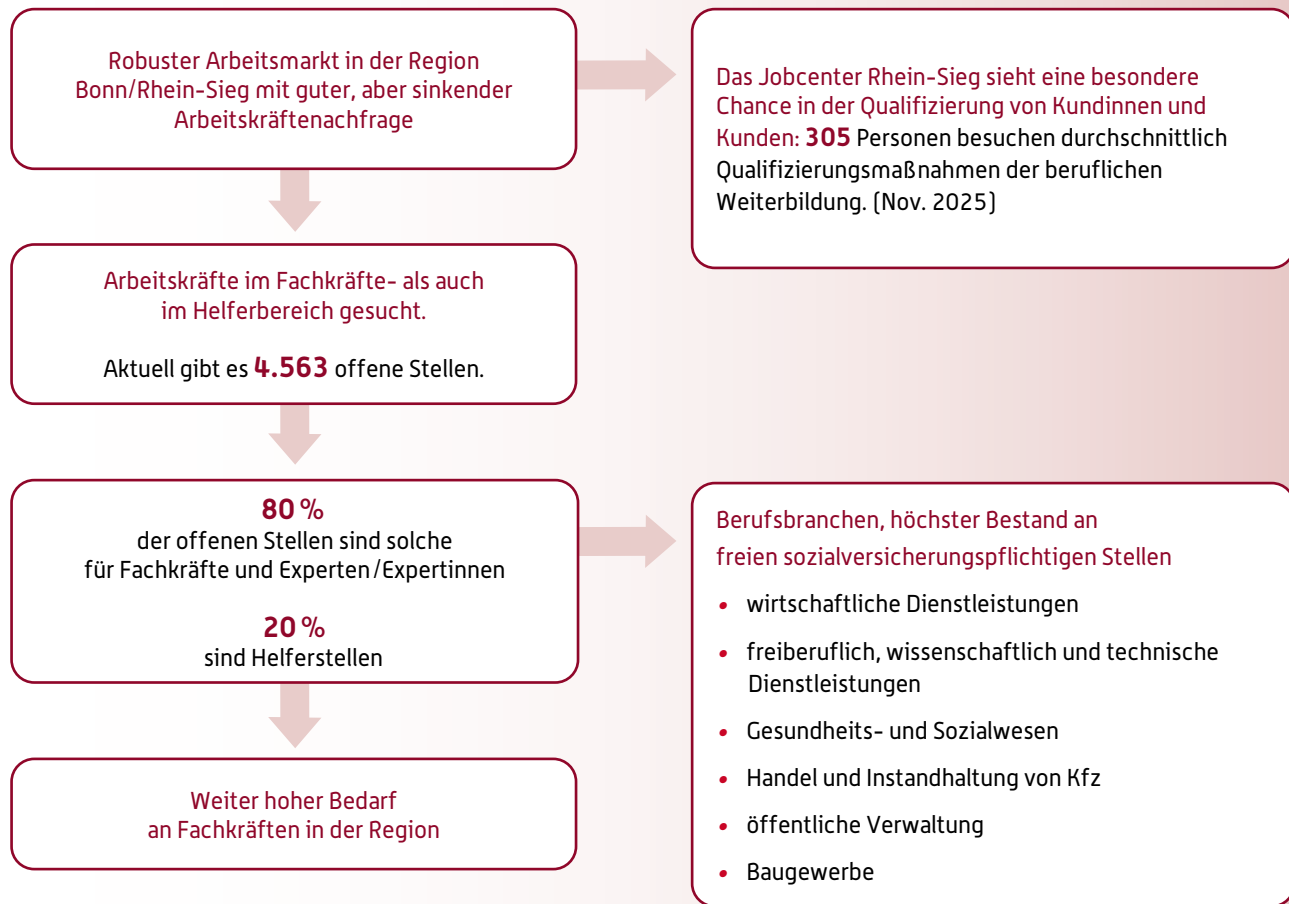 Robuster Arbeitsmarkt in der Region
Bonn/Rhein-Sieg mit guter, aber sinkender
Arbeitskräftenachfrage
Das Jobcenter Rhein-Sieg sieht eine besondere
Chance in der Qualifizierung von Kundinnen und
Kunden: 305 Personen besuchen durchschnittlich
Qualifizierungsmaßnahmen der beruflichen
Weiterbildung. (Nov. 2025)
Arbeitskräfte im Fachkräfte- als auch
im Helferbereich gesucht.
Aktuell gibt es 4.563 offene Stellen.
80 %
der offenen Stellen sind solche
für Fachkräfte und Experten/Expertinnen
20 %
sind Helferstellen
Berufsbranchen, höchster Bestand an
freien sozialversicherungspflichtigen Stellen
• wirtschaftliche Dienstleistungen
• freiberuflich, wissenschaftlich und technische
Dienstleistungen
• Gesundheits- und Sozialwesen
• Handel und Instandhaltung von Kfz
• öffentliche Verwaltung
• Baugewerbe
Weiter hoher Bedarf
an Fachkräften in der Region